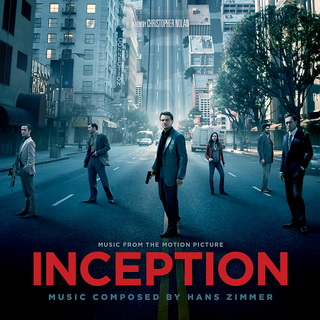 A FILM BY CHRISTOPHER NOLAN
MUSIC FROM THE MOTION PICTURE
INCEPTION
MUSIC COMPOSED BY HANS ZIMMER